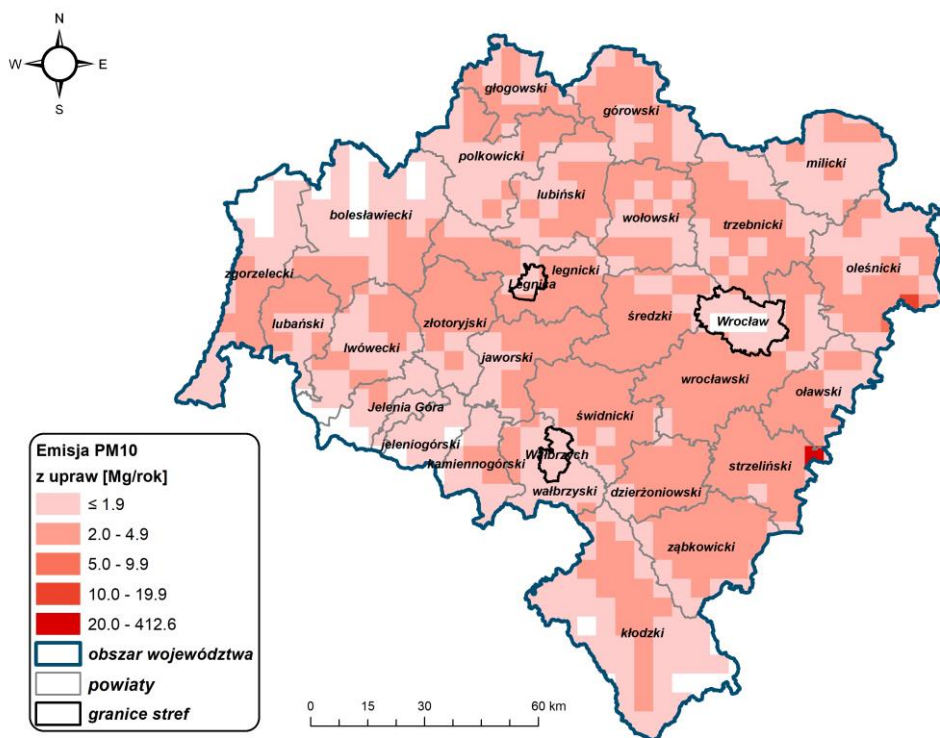 N
W E
S
głogowski
górowski
polkowicki
milicki
lubiński
bolesławiecki
wołowski
trzebnicki
zgorzelecki
legnicki
oleśnicki
Legnica
lubański
złotoryjski
średzki
Wrocław
lwówecki
jaworski
wrocławski
oławski
Jelenia Góra
świdnicki
jeleniogórski
Wałbrzych
kamiennogórski
strzeliński
wałbrzyski
dzierżoniowski
ząbkowicki
kłodzki
Emisja PM10
z upraw [Mg/rok]
≤ 1.9
2.0 - 4.9
5.0 - 9.9
10.0 - 19.9
20.0 - 412.6
obszar województwa
powiaty
granice stref
0 15 30 60 km